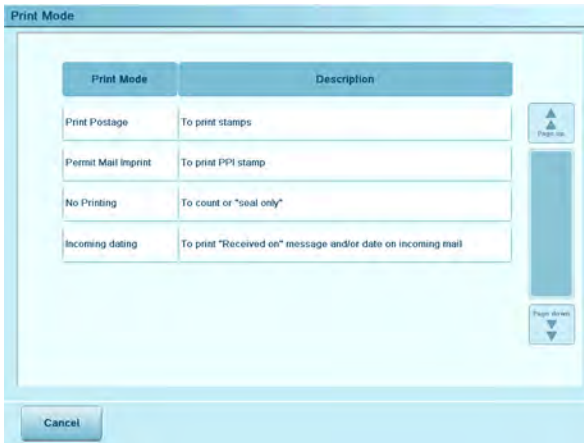 Print Mode
Print Mode Description
Print Postage To print stamps
Permit Mail Imprint To print PPI stamp
No Printing To count or "seal only"
Incoming dating To print "Received on" message and/or date on incoming mail
Page up
Page down
Cancel